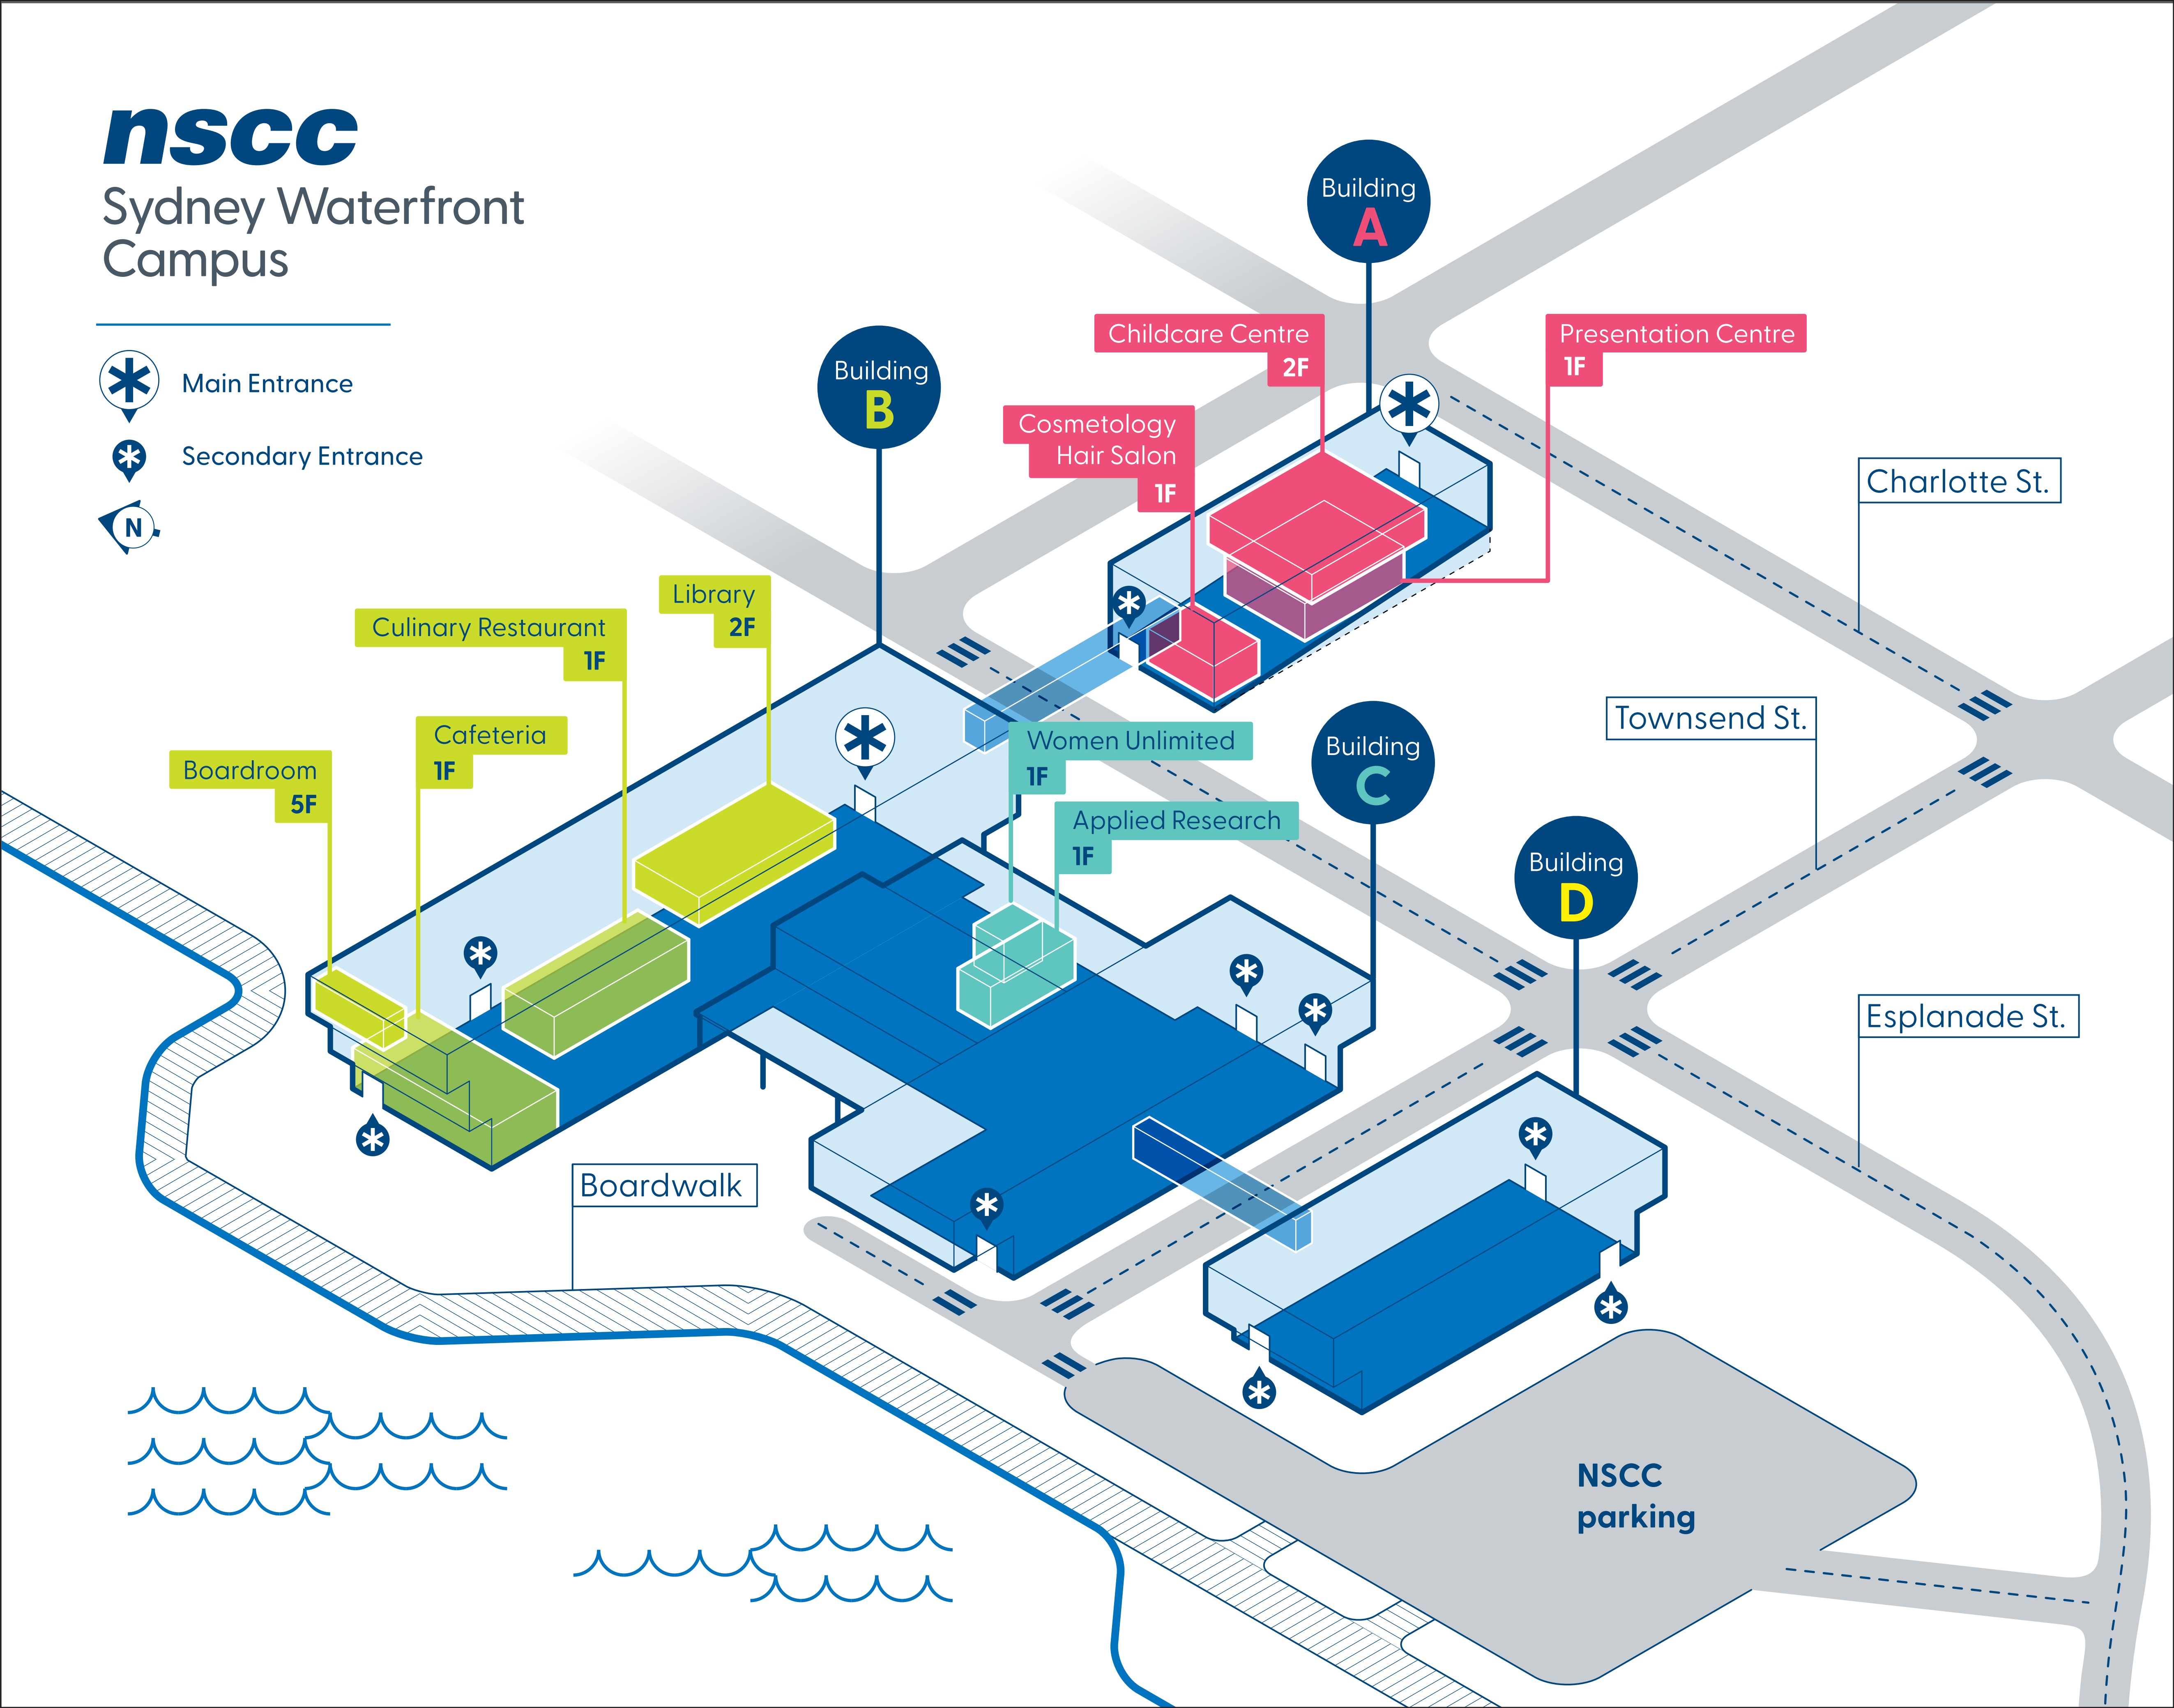 nscc
Sydney Waterfront
Campus
Main Entrance
Secondary Entrance
N
Building
A
Childcare Centre
2F
Presentation Centre
1F
Cosmetology
Hair Salon
1F
Building
B
Charlotte St.
Library
2F
Culinary Restaurant
1F
Cafeteria
1F
Boardroom
5F
Women Unlimited
1F
Applied Research
1F
Building
C
Townsend St.
Building
D
Esplanade St.
Boardwalk
NSCC
parking